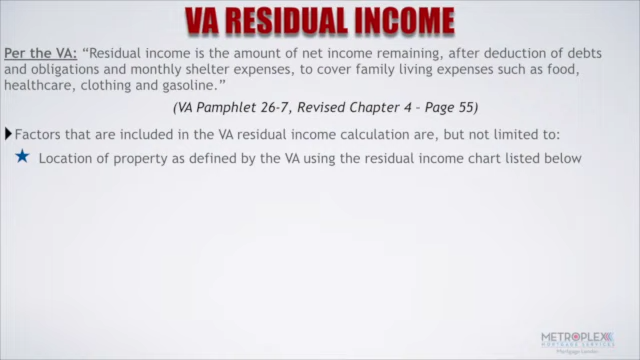 VA RESIDUAL INCOME
Per the VA: “Residual income is the amount of net income remaining, after deduction of debts
and obligations and monthly shelter expenses, to cover family living expenses such as food,
healthcare, clothing and gasoline.”
(VA Pamphlet 26-7, Revised Chapter 4 – Page 55)
Factors that are included in the VA residual income calculation are, but not limited to:
Location of property as defined by the VA using the residual income chart listed below
METROPLEX
MORTGAGE SERVICES
Mortgage Lender